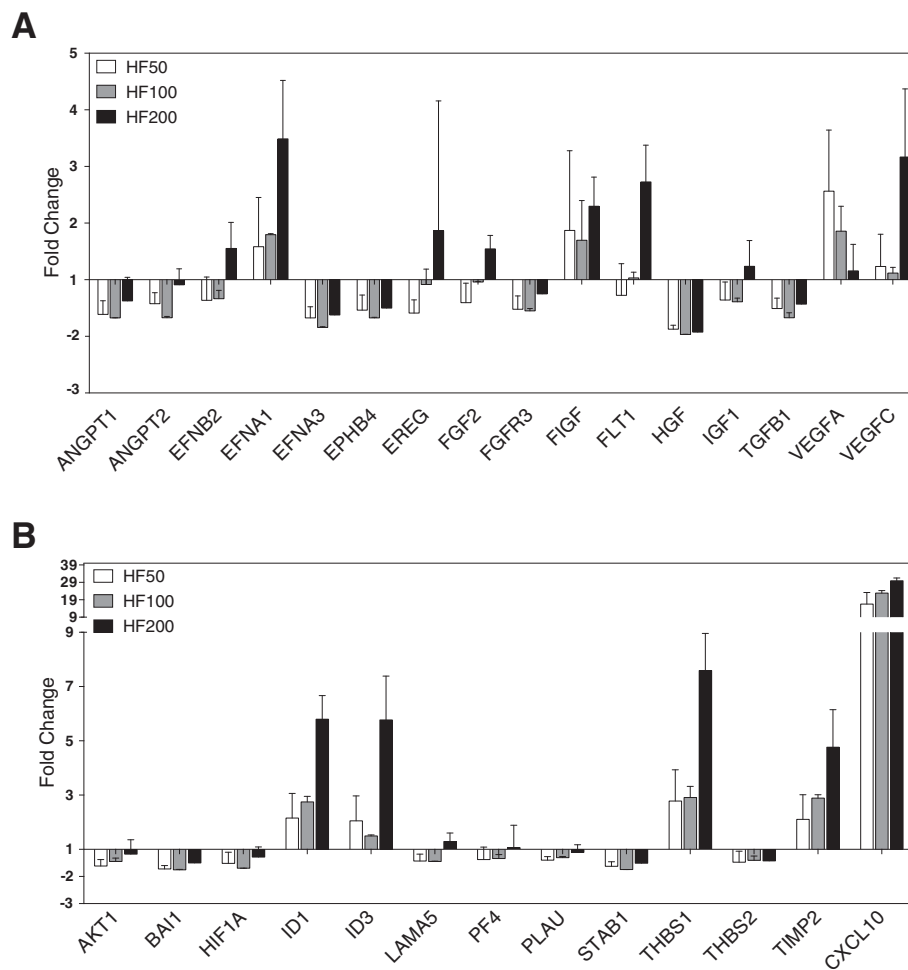 A
5
4
3
2
1
-2
-3
Fold Change
HF50
HF100
HF200
ANGPT1 ANGPT2 EFNB2 EFNA1 EFNA3 EPHB4 EREG FGF2 FGFR3 FIGF FLT1 HGF IGF1 TGFB1 VEGFA VEGFC
B
39
29
19
9
9
7
5
3
1
-2
-3
Fold Change
HF50
HF100
HF200
AKT1 BAI1 HIF1A ID1 ID3 LAMA5 PF4 PLAU STAB1 THBS1 THBS2 TIMP2 CXCL10